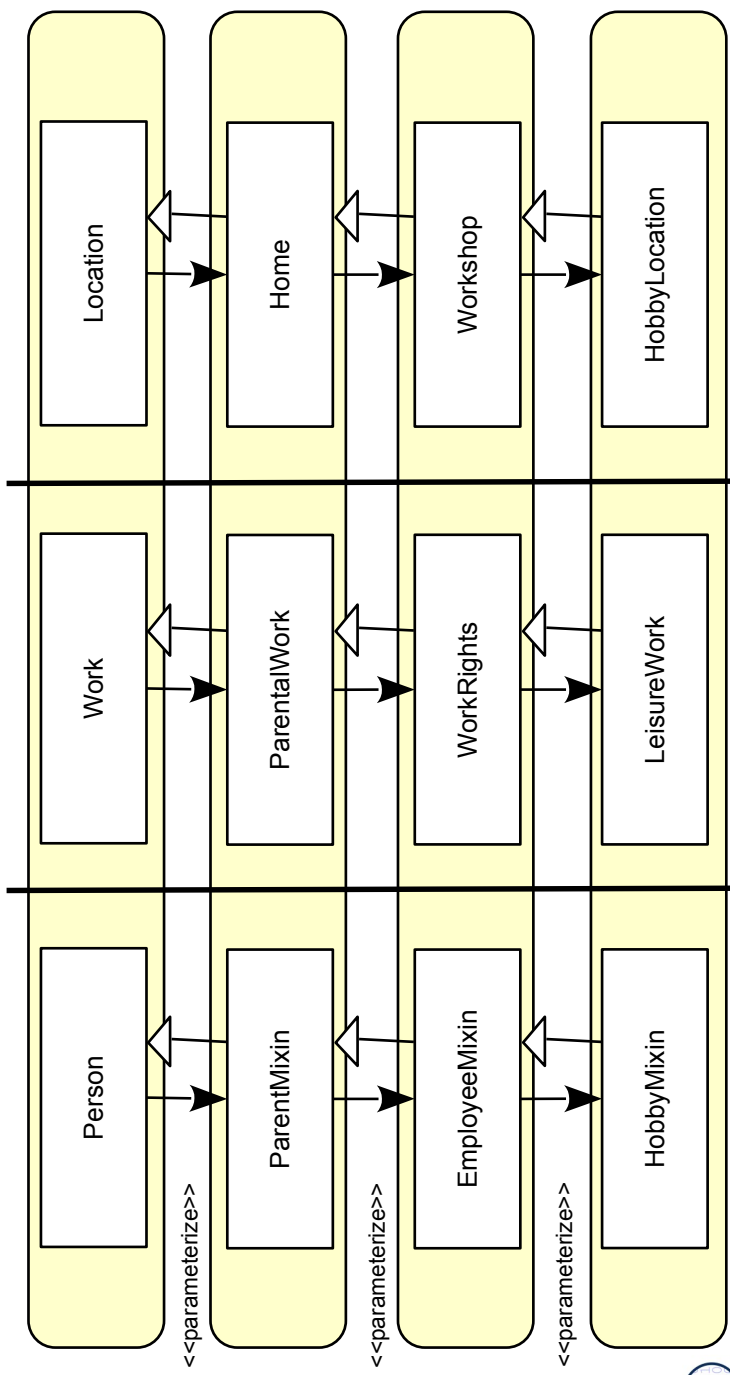 Person
Work
Location
<<parameterize>>
ParentMixin
ParentalWork
Home
<<parameterize>>
EmployeeMixin
WorkRights
Workshop
<<parameterize>>
HobbyMixin
LeisureWork
HobbyLocation